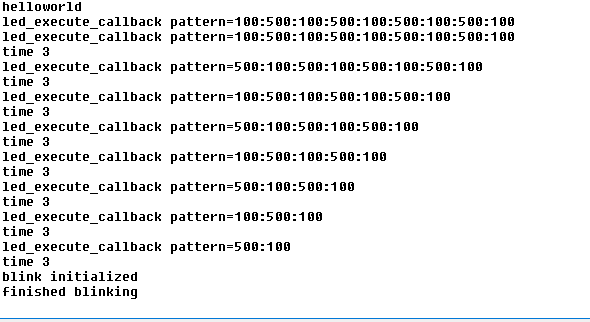 helloworld
led_execute_callback pattern=100:500:100:500:100:500:100:500:100
led_execute_callback pattern=100:500:100:500:100:500:100:500:100
time 3
led_execute_callback pattern=500:100:500:100:500:100:500:100
time 3
led_execute_callback pattern=100:500:100:500:100:500:100
time 3
led_execute_callback pattern=500:100:500:100:500:100
time 3
led_execute_callback pattern=100:500:100:500:100
time 3
led_execute_callback pattern=500:100:500:100
time 3
led_execute_callback pattern=100:500:100
time 3
led_execute_callback pattern=500:100
time 3
blink initialized
finished blinking